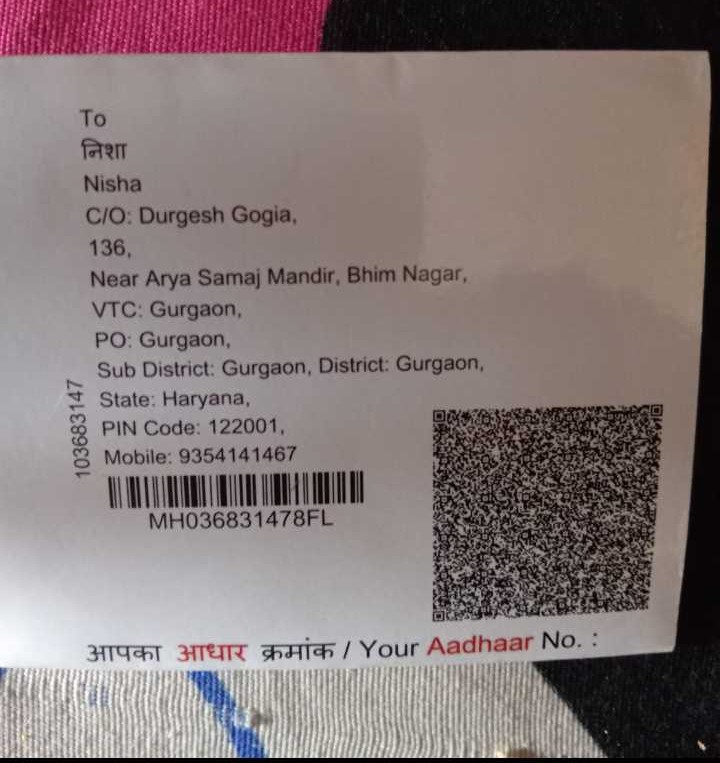 To
निशा
Nisha
C/O: Durgesh Gogia,
136,
Near Arya Samaj Mandir, Bhim Nagar,
VTC: Gurgaon,
PO: Gurgaon,
Sub District: Gurgaon, District: Gurgaon,
State: Haryana,
PIN Code: 122001,
Mobile: 9354141467
103683147
MH036831478FL
आपका आधार क्रमांक / Your Aadhaar No. :